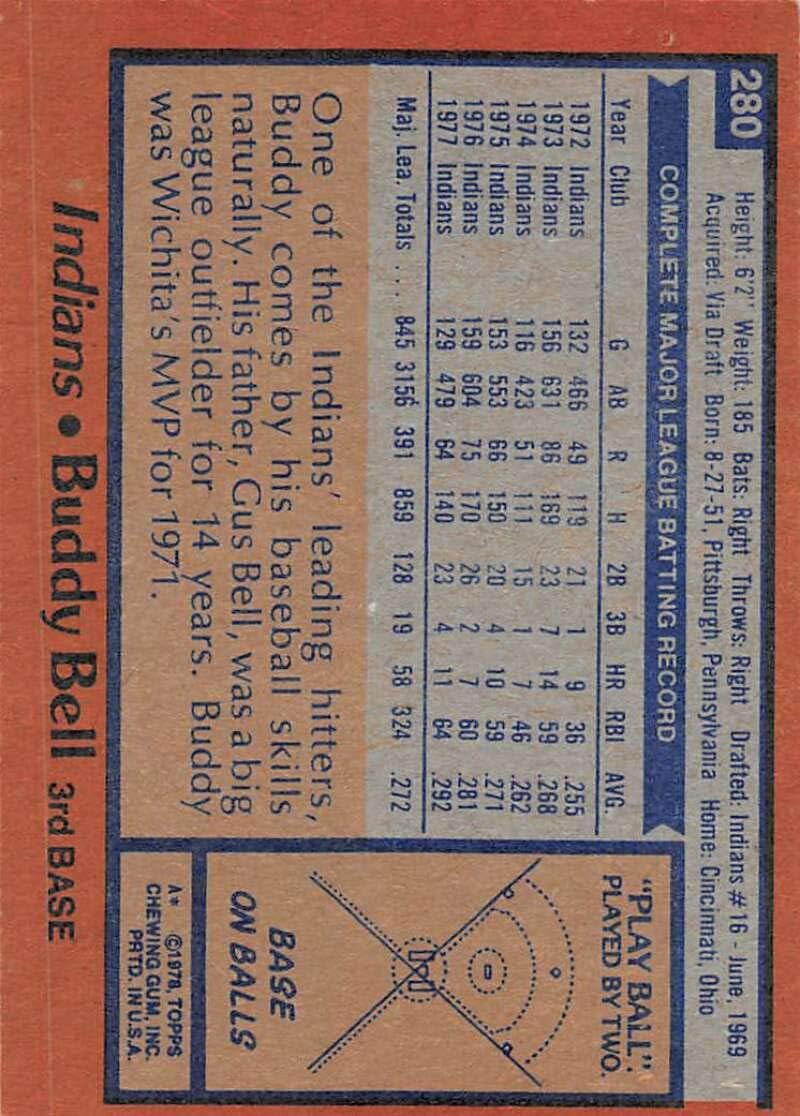 280
Height: 6'2" Weight: 185 Bats: Right Throws: Right Drafted: Indians #16 - June, 1969
Acquired: Via Draft Born: 8-27-51, Pittsburgh, Pennsylvania Home: Cincinnati, Ohio
COMPLETE MAJOR LEAGUE BATTING RECORD
Year Club G AB R H 2B 3B HR RBI AVG.
1972 Indians 132 466 49 119 21 1 9 36 .255
1973 Indians 156 631 86 169 23 7 14 59 .268
1974 Indians 116 423 51 111 15 1 7 46 .262
1975 Indians 153 553 66 150 20 4 10 59 .271
1976 Indians 159 604 75 170 26 2 7 60 .281
1977 Indians 129 479 64 140 23 4 11 64 .292
Maj. Lea. Totals ... 845 3156 391 859 128 19 58 324 .272
One of the Indians' leading hitters,
Buddy comes by his baseball skills
naturally. His father, Gus Bell, was a big
league outfielder for 14 years. Buddy
was Wichita's MVP for 1971.
"PLAY BALL"
PLAYED BY TWO.
BASE
ON BALLS
A* ©1978 TOPPS
CHEWING GUM, INC.
PRTD. IN U.S.A.
Indians • Buddy Bell 3rd BASE